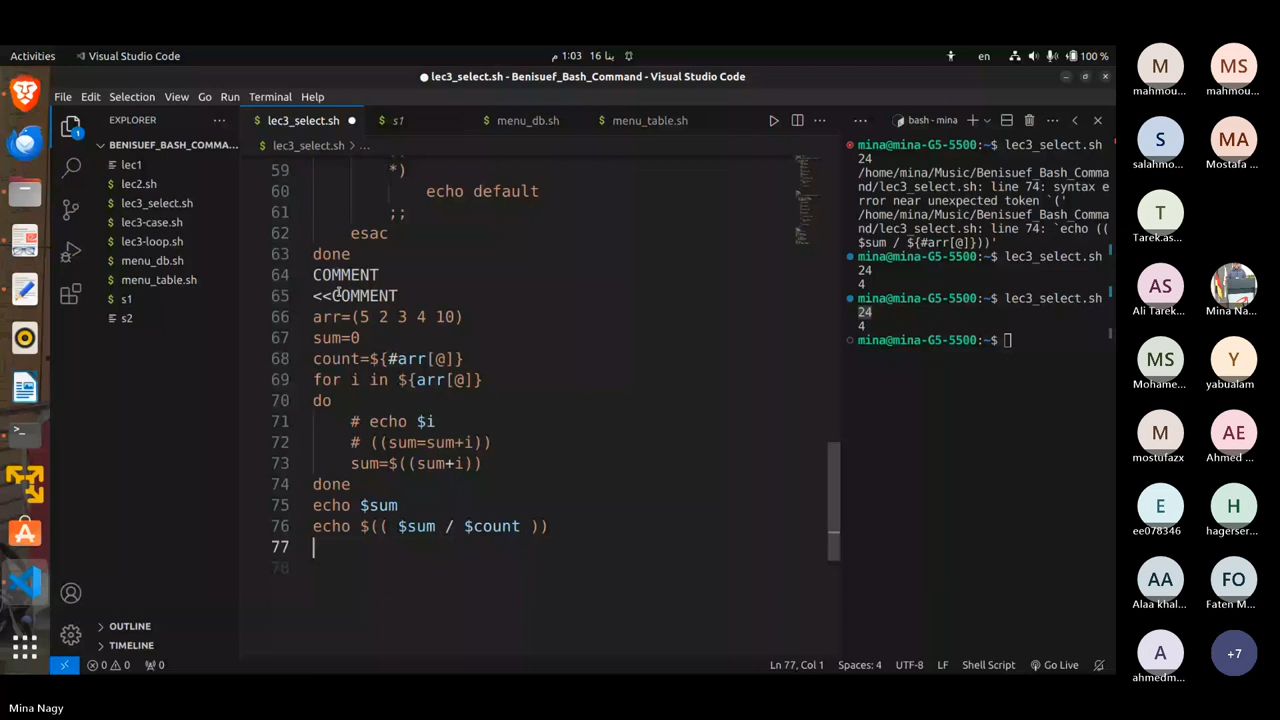 Activities
Visual Studio Code
م 1:03 ‎16 يناير
en
100 %
lec3_select.sh - Benisuef_Bash_Command - Visual Studio Code
File Edit Selection View Go Run Terminal Help
EXPLORER
BENISUEF_BASH_COMMA...
lec1
lec2.sh
lec3_select.sh
lec3-case.sh
lec3-loop.sh
menu_db.sh
menu_table.sh
s1
s2
OUTLINE
TIMELINE
lec3_select.sh
s1
menu_db.sh
menu_table.sh
lec3_select.sh > ...
59 *)
60 echo default
61 ;;
62 esac
63 done
64 COMMENT
65 <<COMMENT
66 arr=(5 2 3 4 10)
67 sum=0
68 count=${#arr[@]}
69 for i in ${arr[@]}
70 do
71 # echo $i
72 # ((sum=sum+i))
73 sum=$((sum+i))
74 done
75 echo $sum
76 echo $(( $sum / $count ))
77
78
bash - mina
mina@mina-G5-5500:~$ lec3_select.sh
24
/home/mina/Music/Benisuef_Bash_Comma
nd/lec3_select.sh: line 74: syntax e
rror near unexpected token `('
/home/mina/Music/Benisuef_Bash_Comma
nd/lec3_select.sh: line 74: `echo ((
$sum / ${#arr[@]}))'
mina@mina-G5-5500:~$ lec3_select.sh
24
4
mina@mina-G5-5500:~$ lec3_select.sh
24
4
mina@mina-G5-5500:~$
0 0 0
Ln 77, Col 1 Spaces: 4 UTF-8 LF Shell Script Go Live
M
mahmou...
MS
mahmou...
S
salahmo...
MA
Mostafa ...
T
Tarek.as...
AS
Ali Tarek...
Mina Na...
MS
Mohame...
Y
yabualam
M
mostufazx
AE
Ahmed ...
E
ee078346
H
hagerser...
AA
Alaa khal...
FO
Faten M...
A
ahmedm...
+7
Mina Nagy